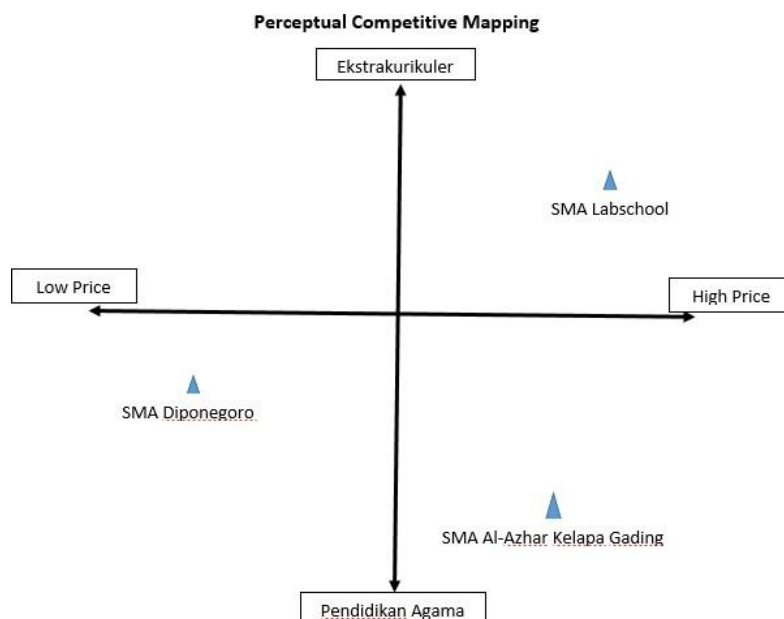 Perceptual Competitive Mapping
Ekstrakurikuler
SMA Labschool
Low Price
High Price
SMA Diponegoro
SMA Al-Azhar Kelapa Gading
Pendidikan Agama